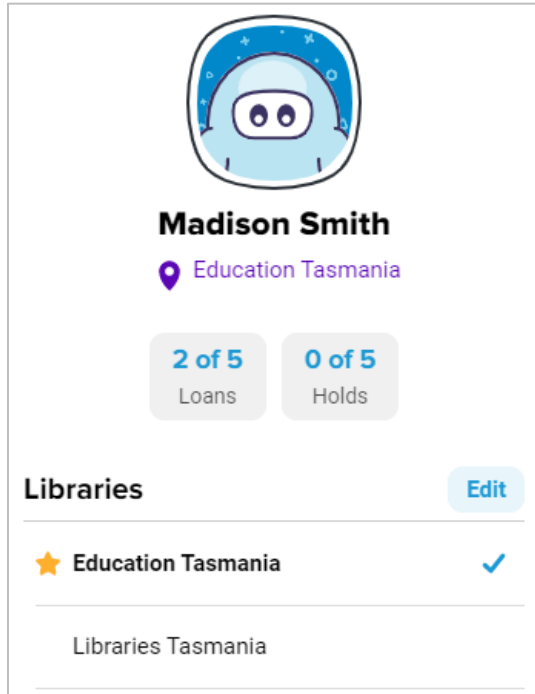 Madison Smith
Education Tasmania
2 of 5
Loans
0 of 5
Holds
Libraries
Edit
Education Tasmania
Libraries Tasmania